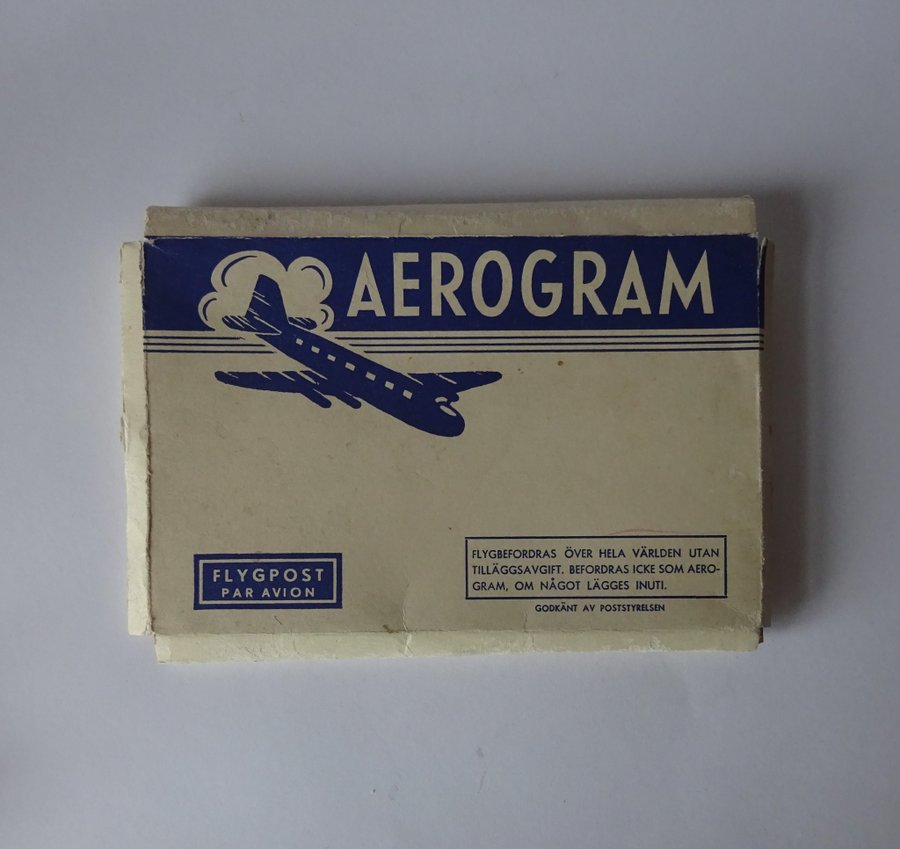 AEROGRAM
FLYGPOST
PAR AVION
FLYGBEFORDRAS ÖVER HELA VÄRLDEN UTAN
TILLÄGGSAVGIFT. BEFORDRAS ICKE SOM AERO-
GRAM, OM NÅGOT LÄGGES INUTI.
GODKÄNT AV POSTSTYRELSEN